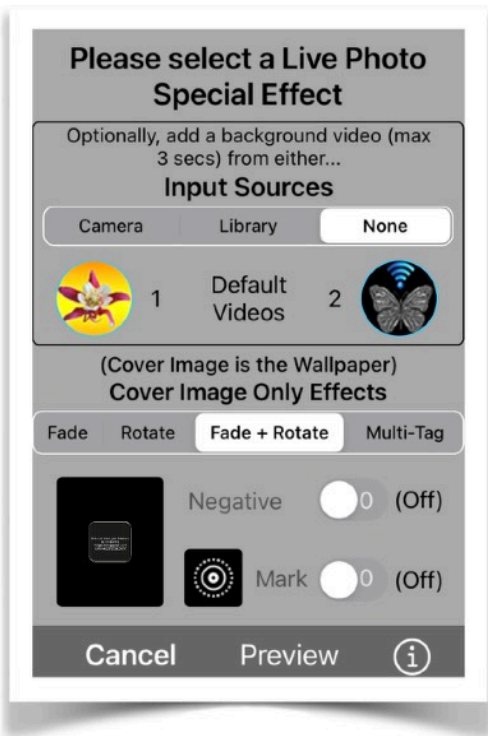 Please select a Live Photo
Special Effect
Optionally, add a background video (max
3 secs) from either...
Input Sources
Camera Library None
1 Default Videos 2
(Cover Image is the Wallpaper)
Cover Image Only Effects
Fade Rotate Fade + Rotate Multi-Tag
Negative (Off)
Mark (Off)
Cancel Preview